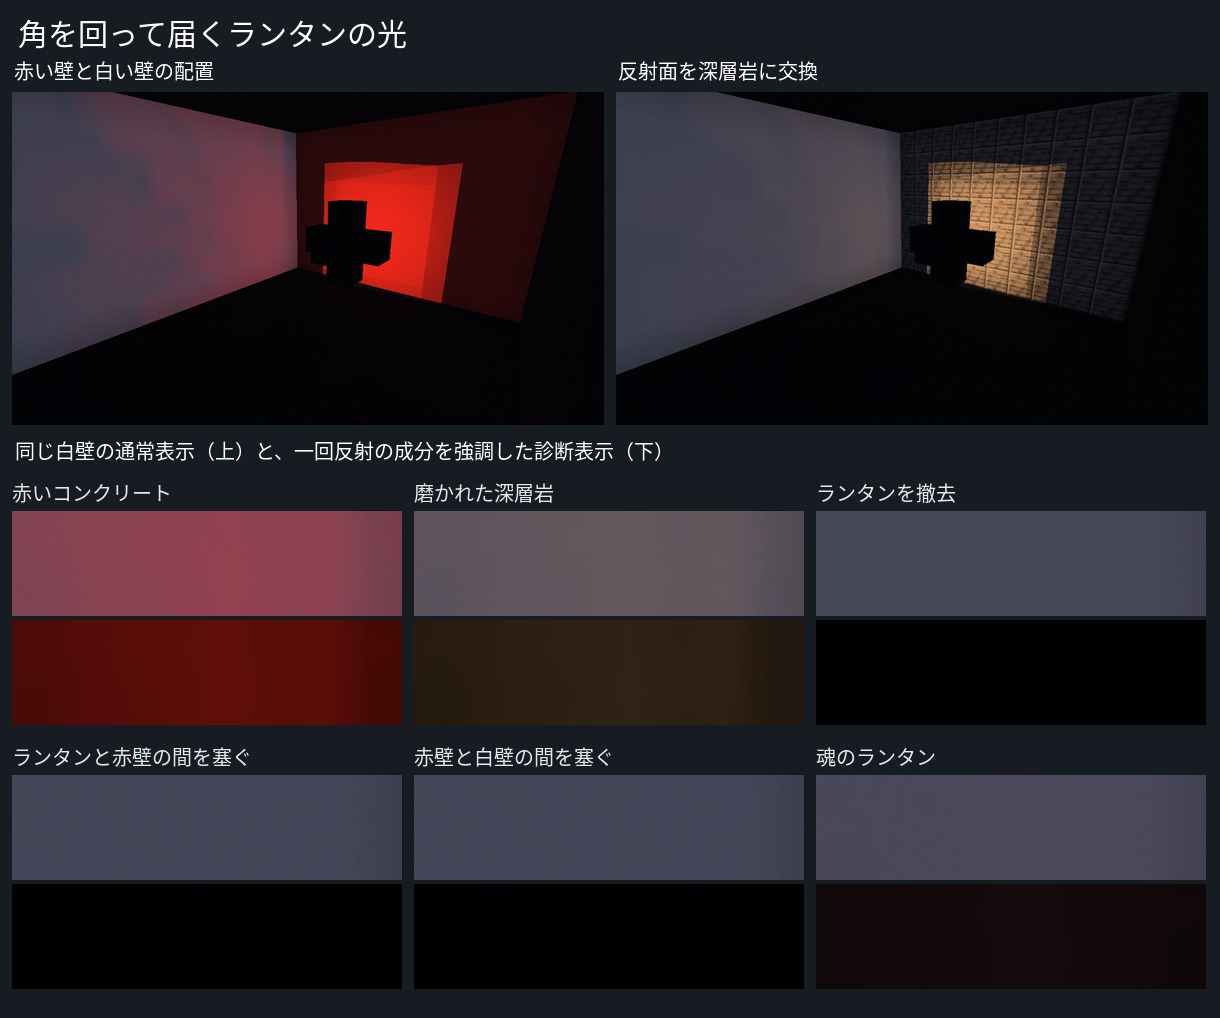 角を回って届くランタンの光
赤い壁と白い壁の配置
反射面を深層岩に交換
同じ白壁の通常表示（上）と、一回反射の成分を強調した診断表示（下）
赤いコンクリート
磨かれた深層岩
ランタンを撤去
ランタンと赤壁の間を塞ぐ
赤壁と白壁の間を塞ぐ
魂のランタン